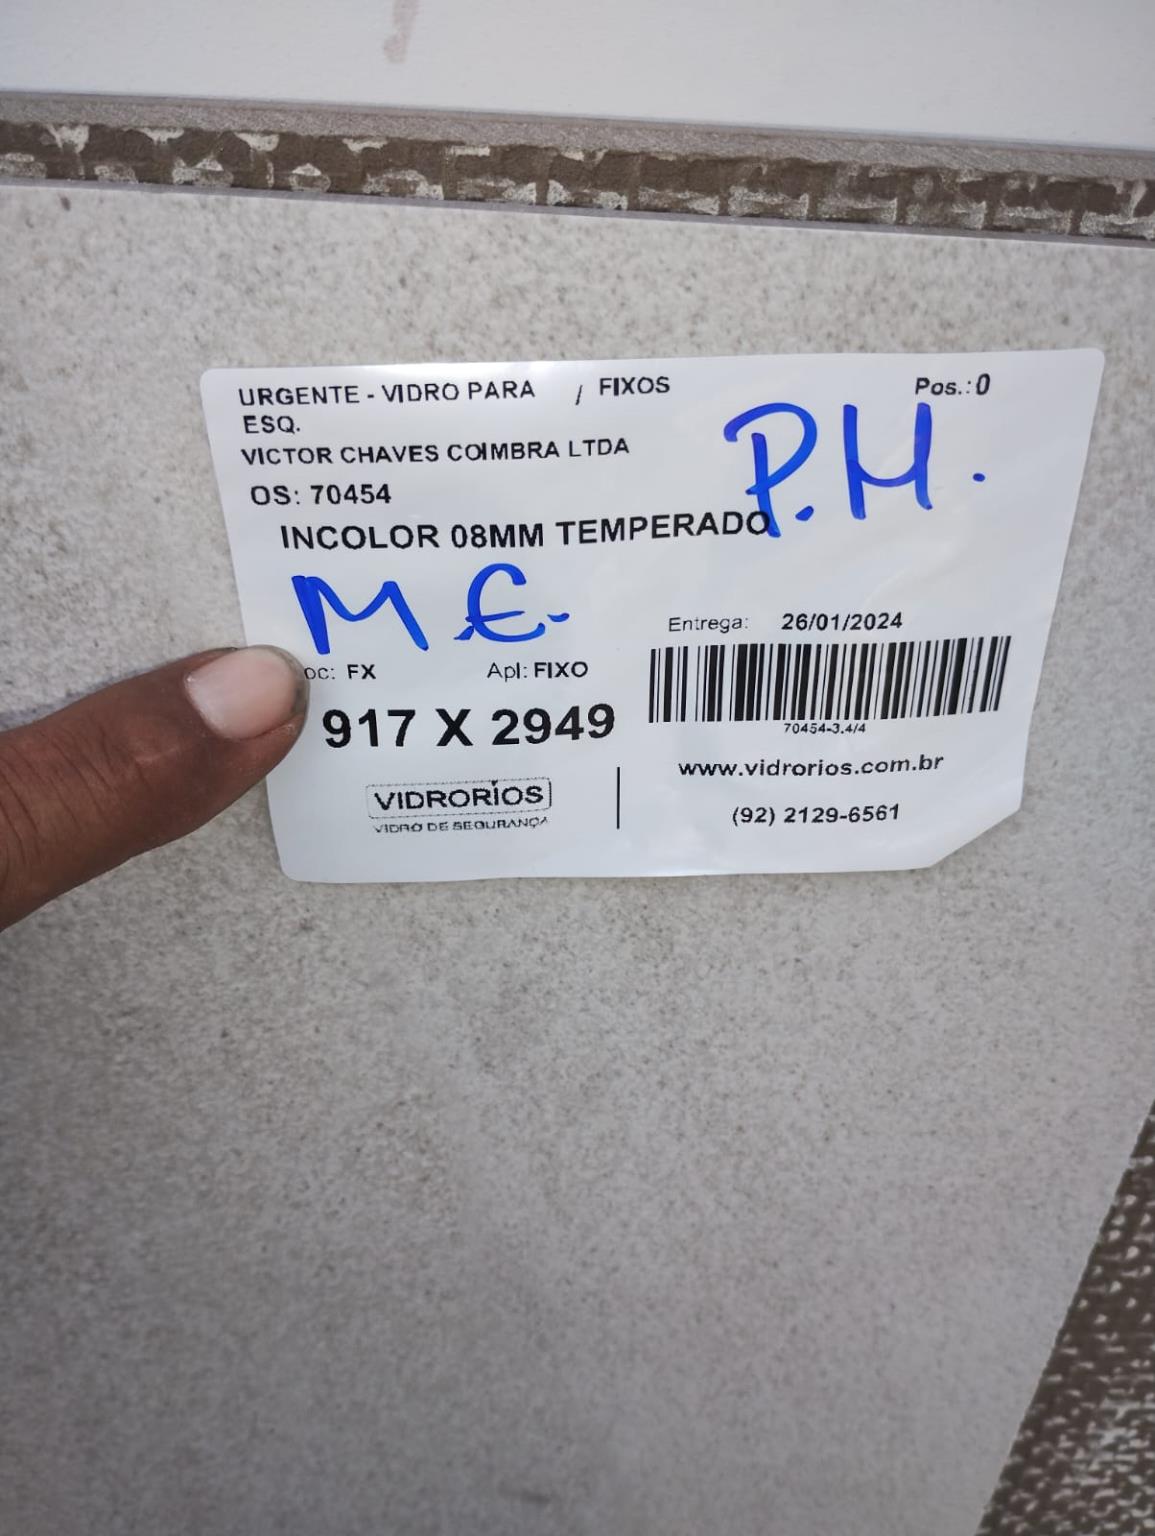 URGENTE - VIDRO PARA / FIXOS Pos.: 0
ESQ.
VICTOR CHAVES COIMBRA LTDA
P.M.
OS: 70454
INCOLOR 08MM TEMPERADO
M E.
Entrega: 26/01/2024
oc: FX Apl: FIXO
917 X 2949
70454-3.4/4
www.vidrorios.com.br
VIDRORIOS
VIDRO DE SEGURANÇA
(92) 2129-6561